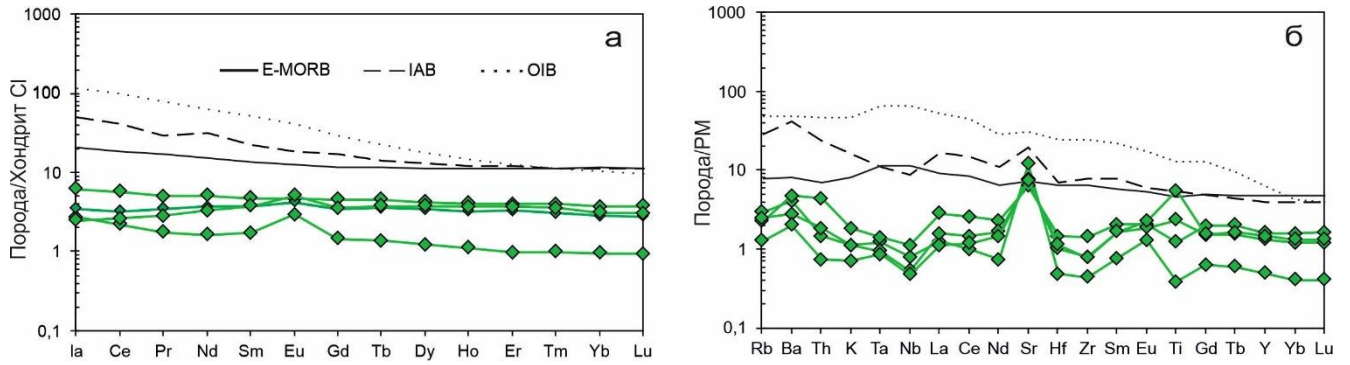 Порода/Хондрит CI
1000
100
10
1
0,1
а
E-MORB IAB OIB
Ia Ce Pr Nd Sm Eu Gd Tb Dy Ho Er Tm Yb Lu
Порода/PM
1000
100
10
1
0,1
б
Rb Ba Th K Ta Nb La Ce Nd Sr Hf Zr Sm Eu Ti Gd Tb Y Yb Lu